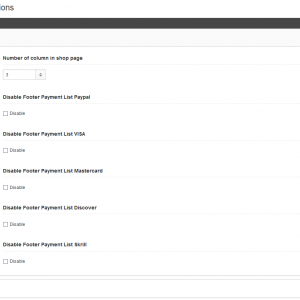 ions
Number of column in shop page
3
Disable Footer Payment List Paypal
Disable
Disable Footer Payment List VISA
Disable
Disable Footer Payment List Mastercard
Disable
Disable Footer Payment List Discover
Disable
Disable Footer Payment List Skrill
Disable